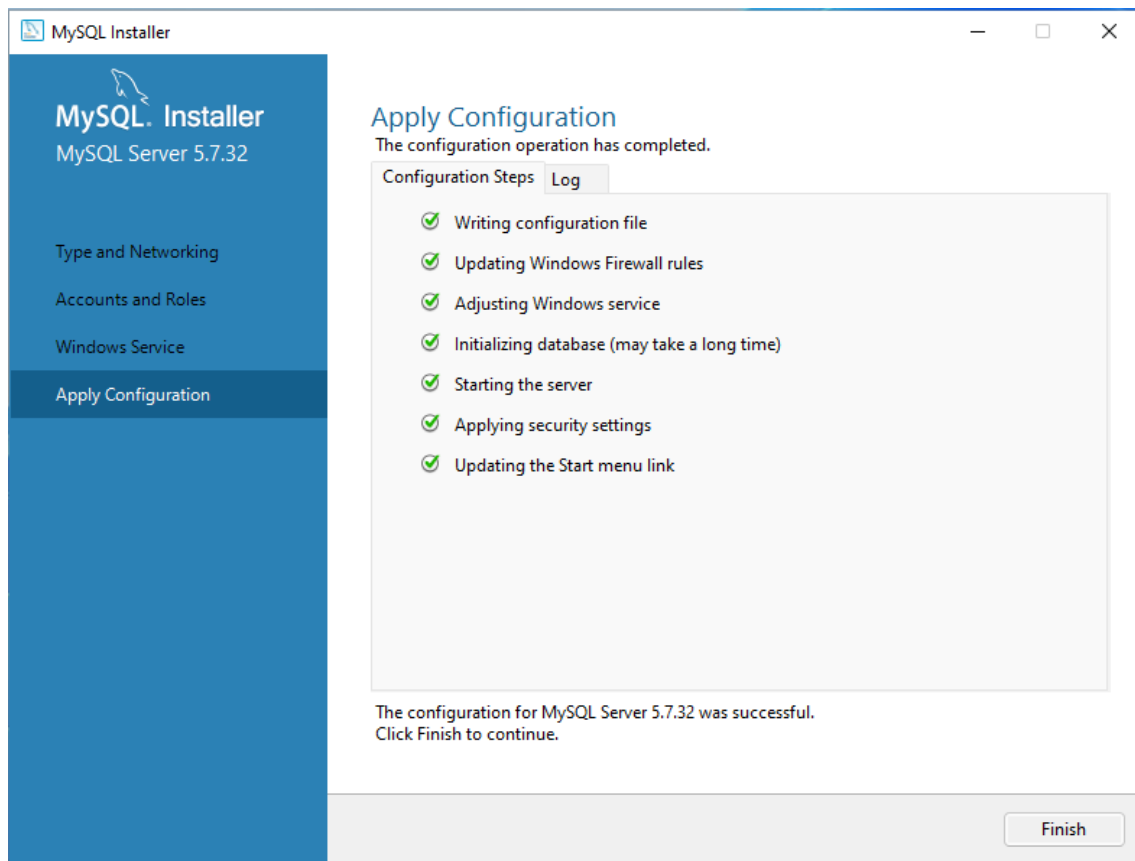 MySQL Installer
MySQL. Installer
MySQL Server 5.7.32
Type and Networking
Accounts and Roles
Windows Service
Apply Configuration
Apply Configuration
The configuration operation has completed.
Configuration Steps
Log
Writing configuration file
Updating Windows Firewall rules
Adjusting Windows service
Initializing database (may take a long time)
Starting the server
Applying security settings
Updating the Start menu link
The configuration for MySQL Server 5.7.32 was successful.
Click Finish to continue.
Finish